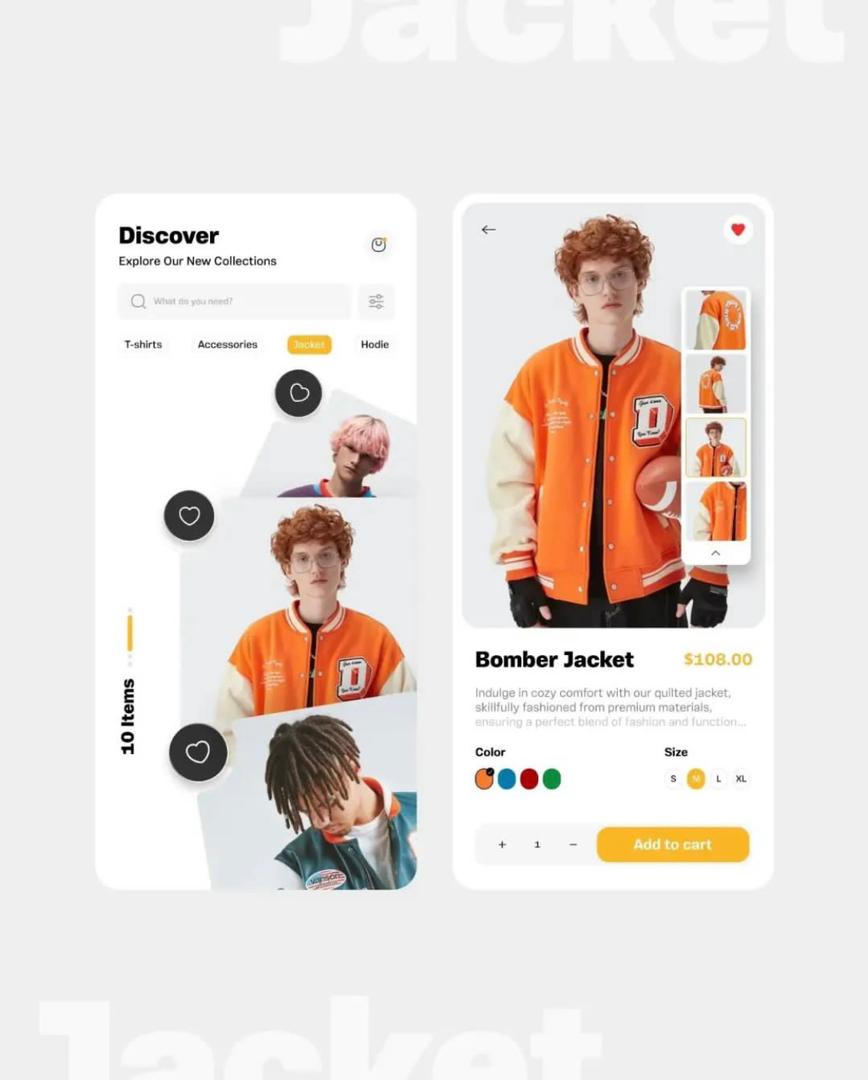 Jacket
Discover
Explore Our New Collections
What do you need?
T-shirts
Accessories
Jacket
Hodie
10 Items
D
Bomber Jacket
$108.00
Indulge in cozy comfort with our quilted jacket,
skillfully fashioned from premium materials,
ensuring a perfect blend of fashion and function...
Color
Size
S
M
L
XL
+
1
−
Add to cart
Jacket